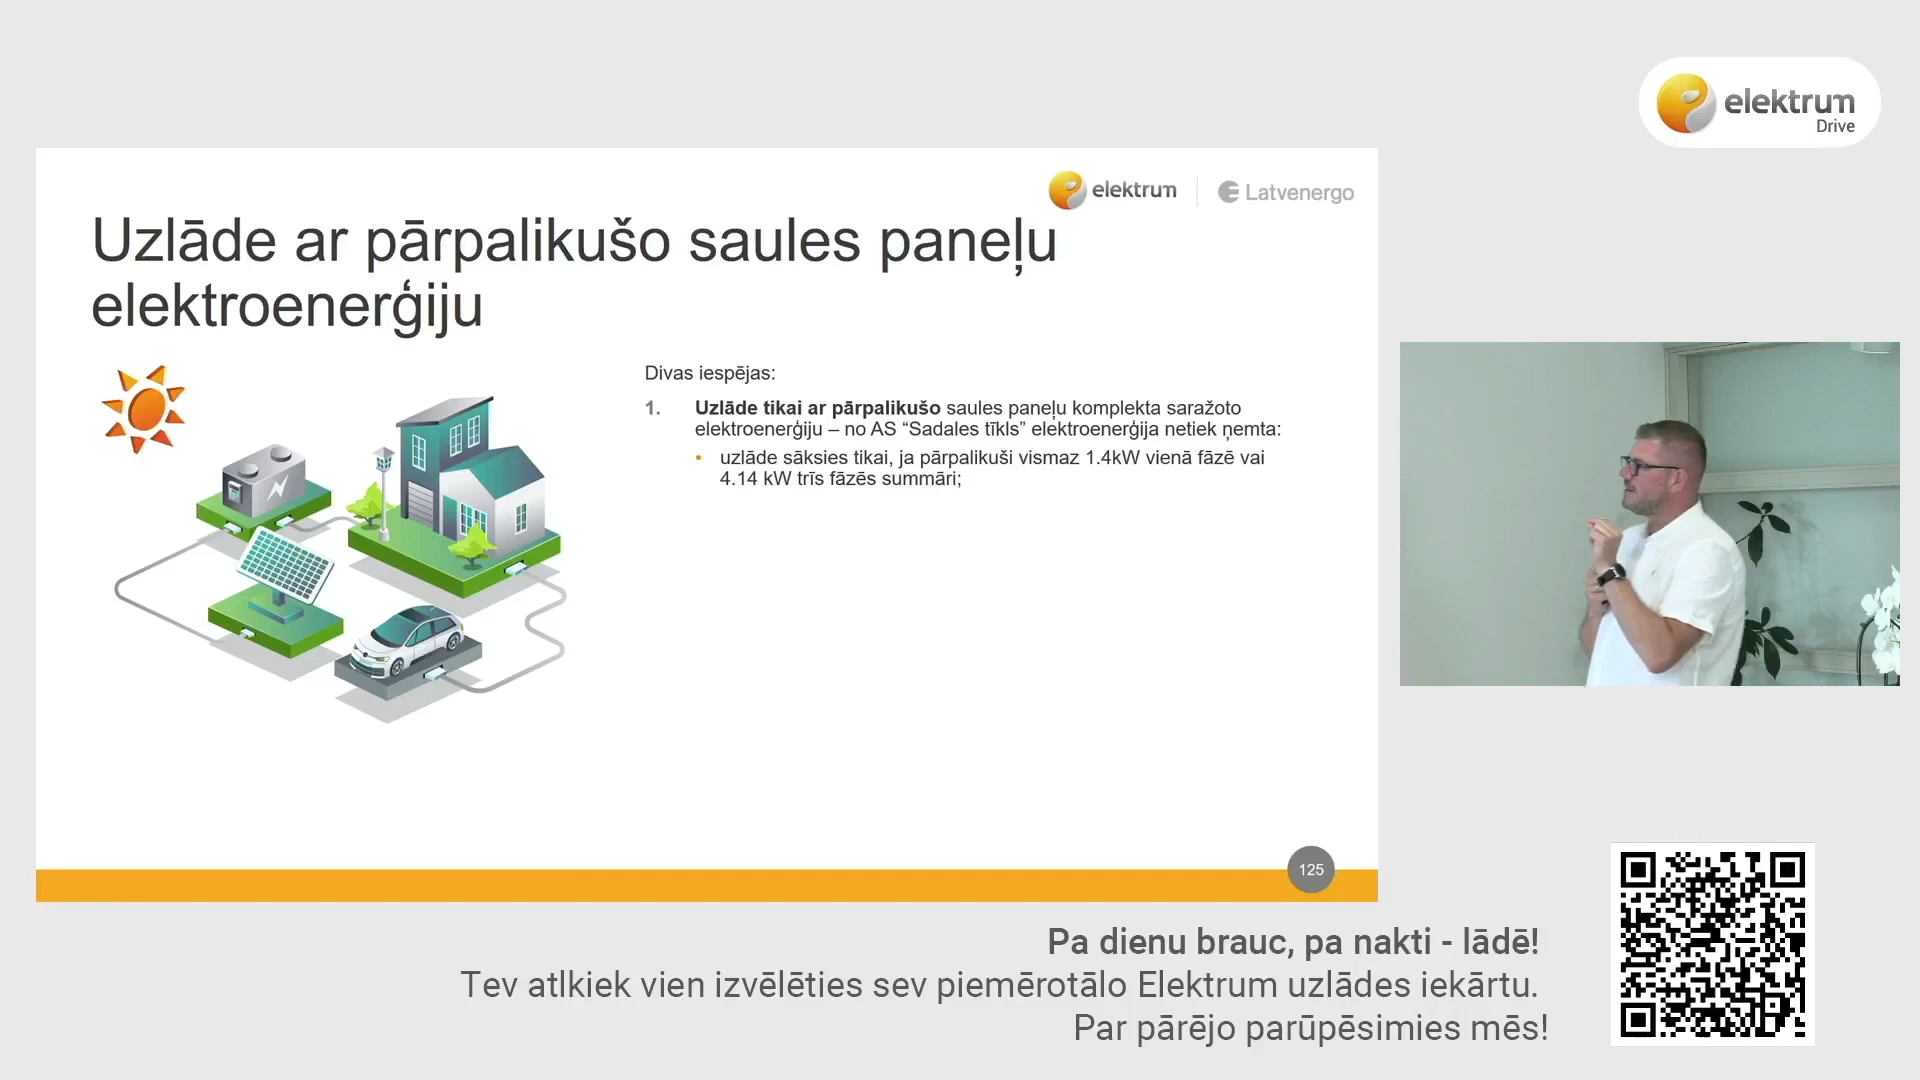 elektrum
Drive
elektrum
Latvenergo
Uzlāde ar pārpalikušo saules paneļu
elektroenerģiju
Divas iespējas:
1. Uzlāde tikai ar pārpalikušo saules paneļu komplekta saražoto
elektroenerģiju – no AS “Sadales tīkls” elektroenerģija netiek ņemta:
• uzlāde sāksies tikai, ja pārpalikuši vismaz 1.4kW vienā fāzē vai
4.14 kW trīs fāzēs summāri;
125
Pa dienu brauc, pa nakti - lādē!
Tev atlkiek vien izvēlēties sev piemērotālo Elektrum uzlādes iekārtu.
Par pārējo parūpēsimies mēs!